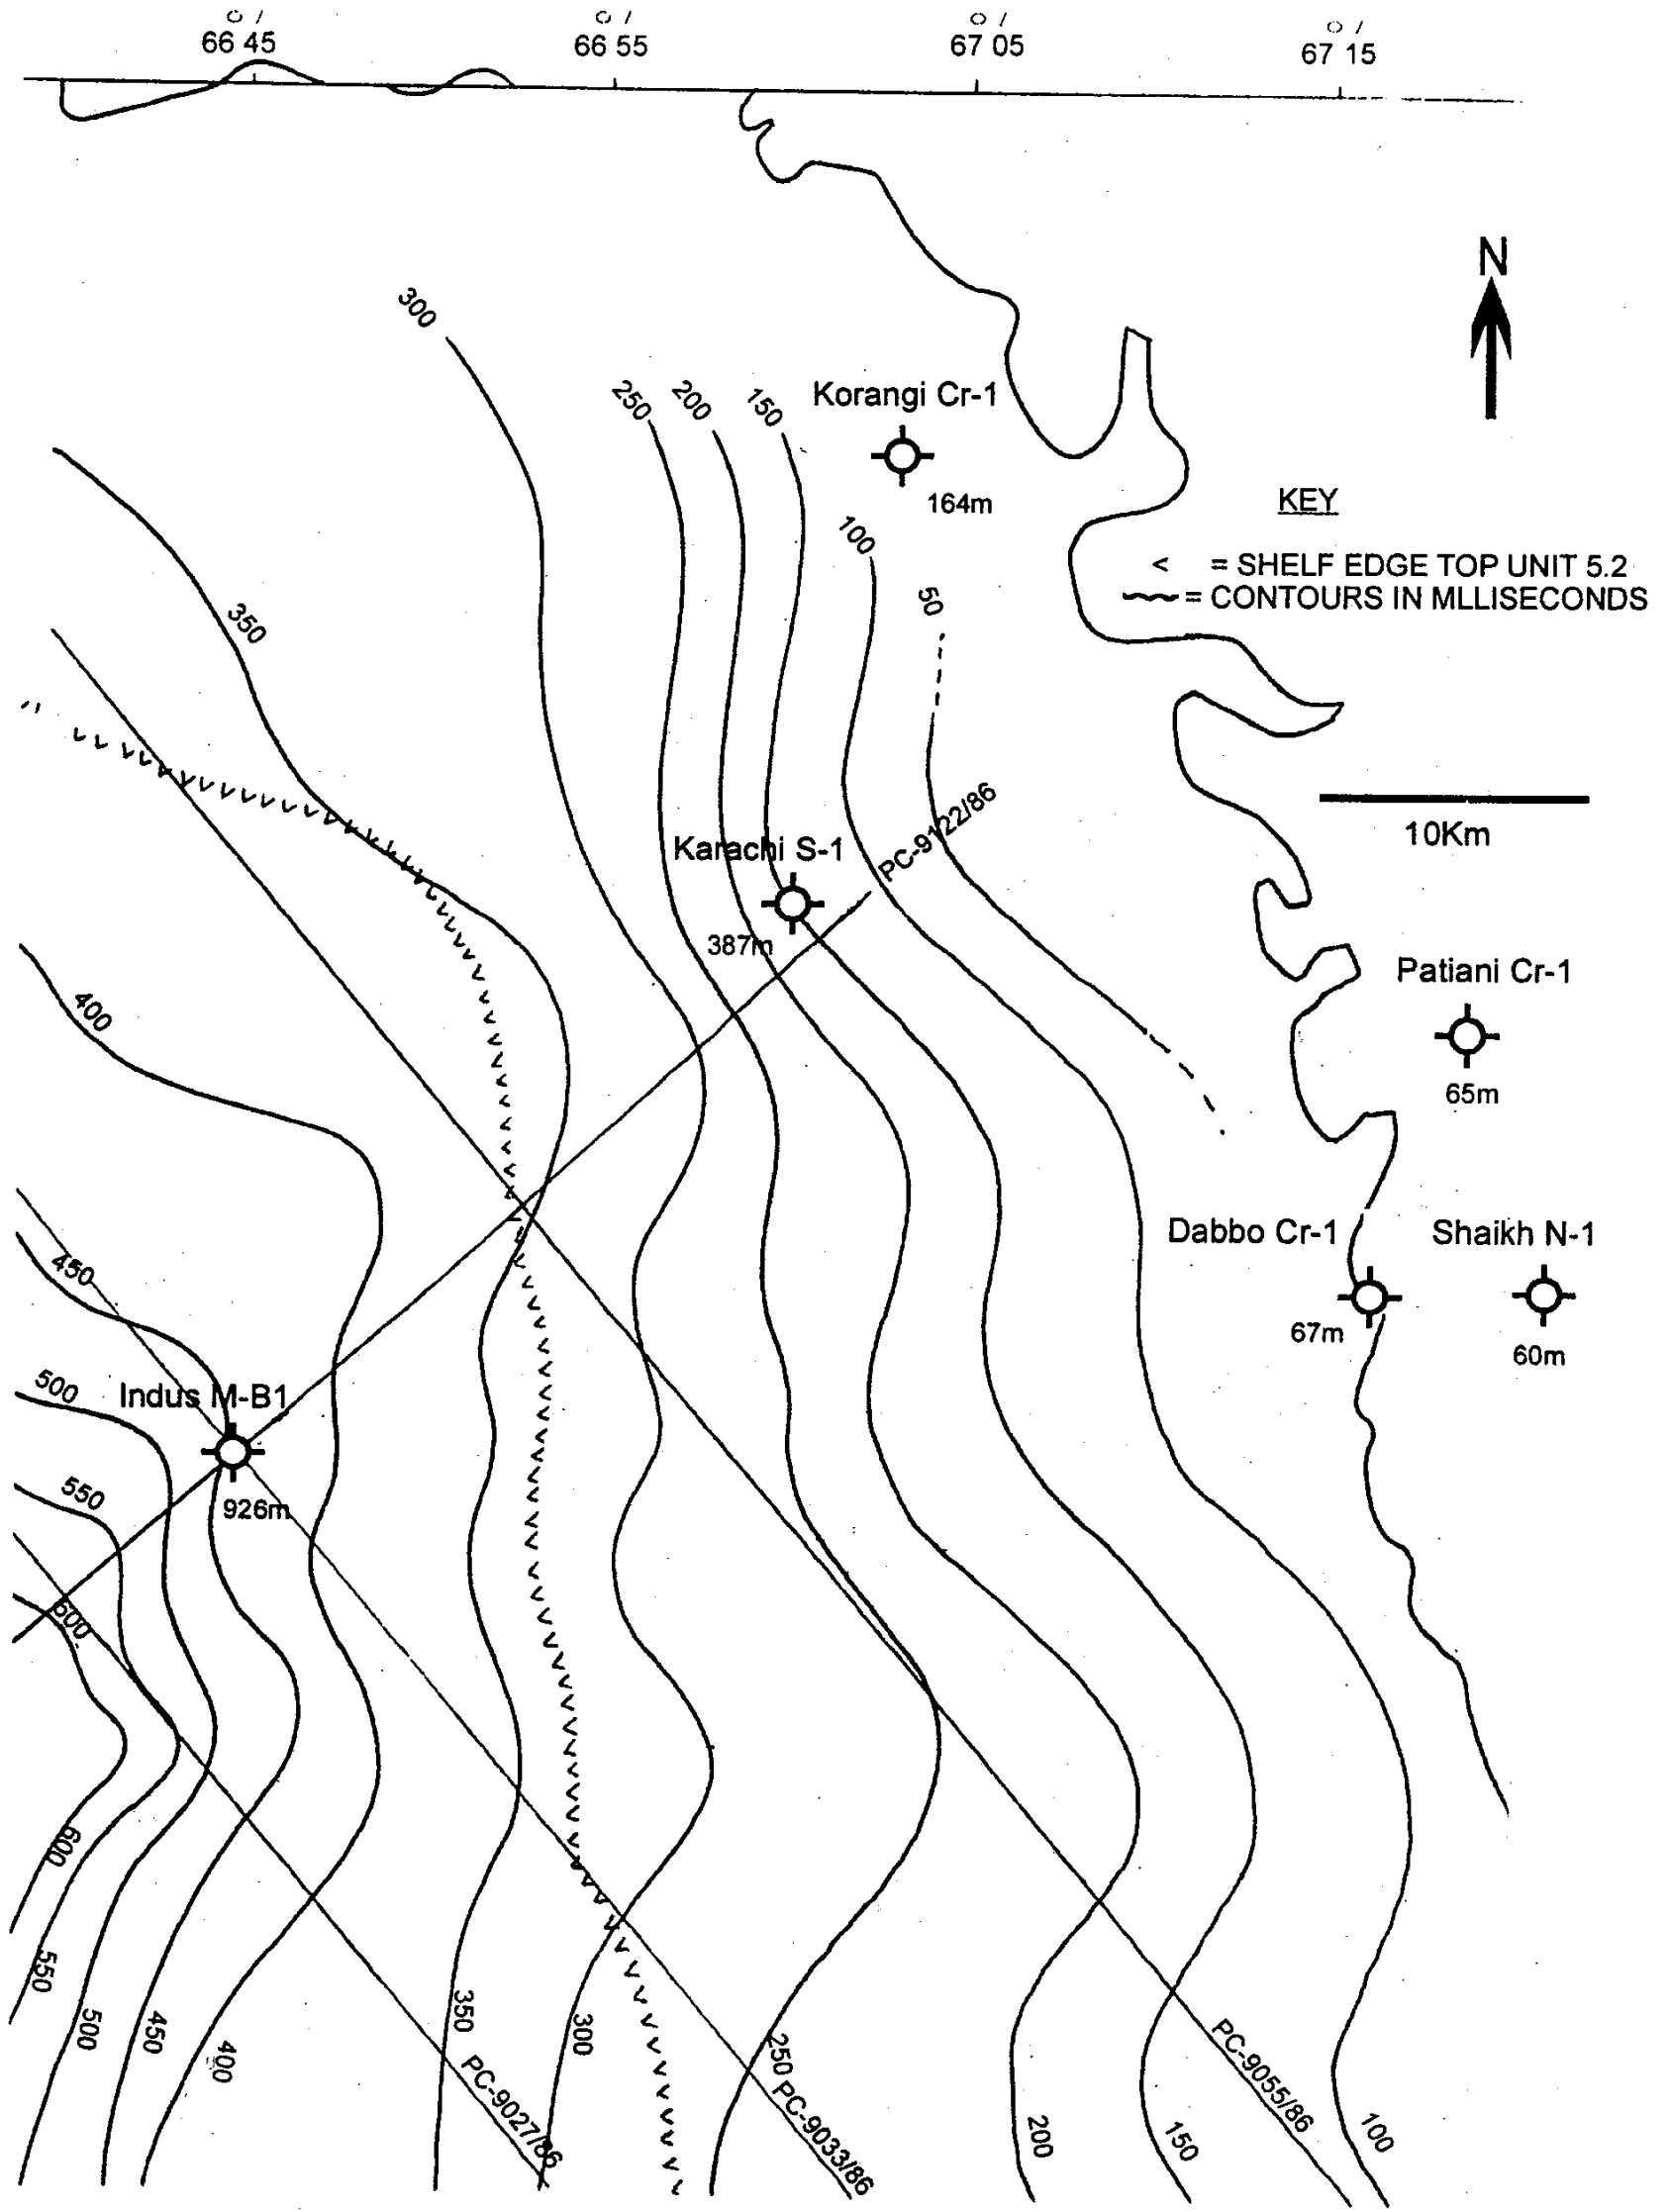 66 45
66 55
67 05
67 15
N
300
250
200
150
Korangi Cr-1
164m
KEY
100
< = SHELF EDGE TOP UNIT 5.2
= CONTOURS IN MLLISECONDS
50
350
PC-9122/86
10Km
Karachi S-1
387m
Patiani Cr-1
65m
400
Dabbo Cr-1
Shaikh N-1
67m
60m
450
500
Indus M-B1
926m
550
600
600
550
500
450
400
350
300
250
PC-9027/86
PC-9033/86
PC-9055/86
200
150
100